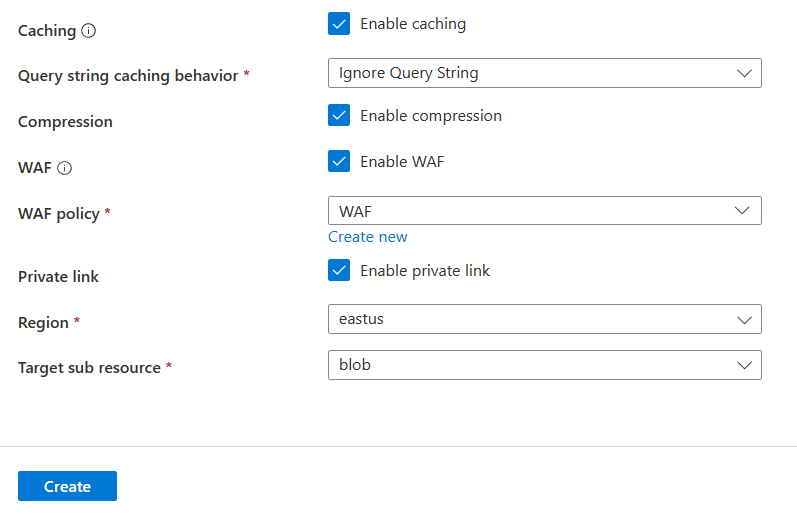 Caching Enable caching
Query string caching behavior * Ignore Query String
Compression Enable compression
WAF Enable WAF
WAF policy * WAF
Create new
Private link Enable private link
Region * eastus
Target sub resource * blob
Create